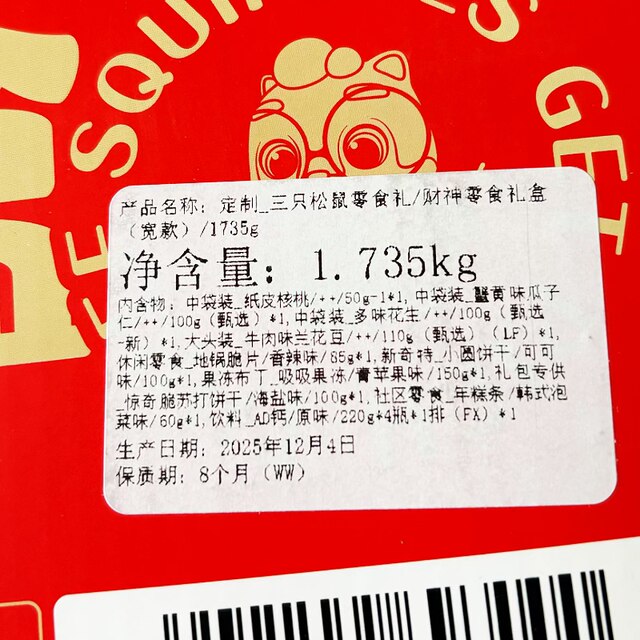 SQUIRRELS GET
产品名称：定制_三只松鼠零食礼/财神零食礼盒
（宽款）/1735g
净含量：1.735kg
内含物：中袋装_纸皮核桃/++/50g-1*1,中袋装_蟹黄味瓜子
仁/++/100g（甄选）*1,中袋装_多味花生/++/100g（甄选
-新）*1,大头装_牛肉味兰花豆/++/110g（甄选）（LF）*1,
休闲零食_地锅脆片/香辣味/85g*1,新奇特_小圆饼干/可可
味/100g*1,果冻布丁_吸吸果冻/青苹果味/150g*1,礼包专供
_惊奇脆苏打饼干/海盐味/100g*1,社区零食_年糕条/韩式泡
菜味/60g*1,饮料_AD钙/原味/220g*4瓶*1排（FX）*1
生产日期：2025年12月4日
保质期：8个月（WW）